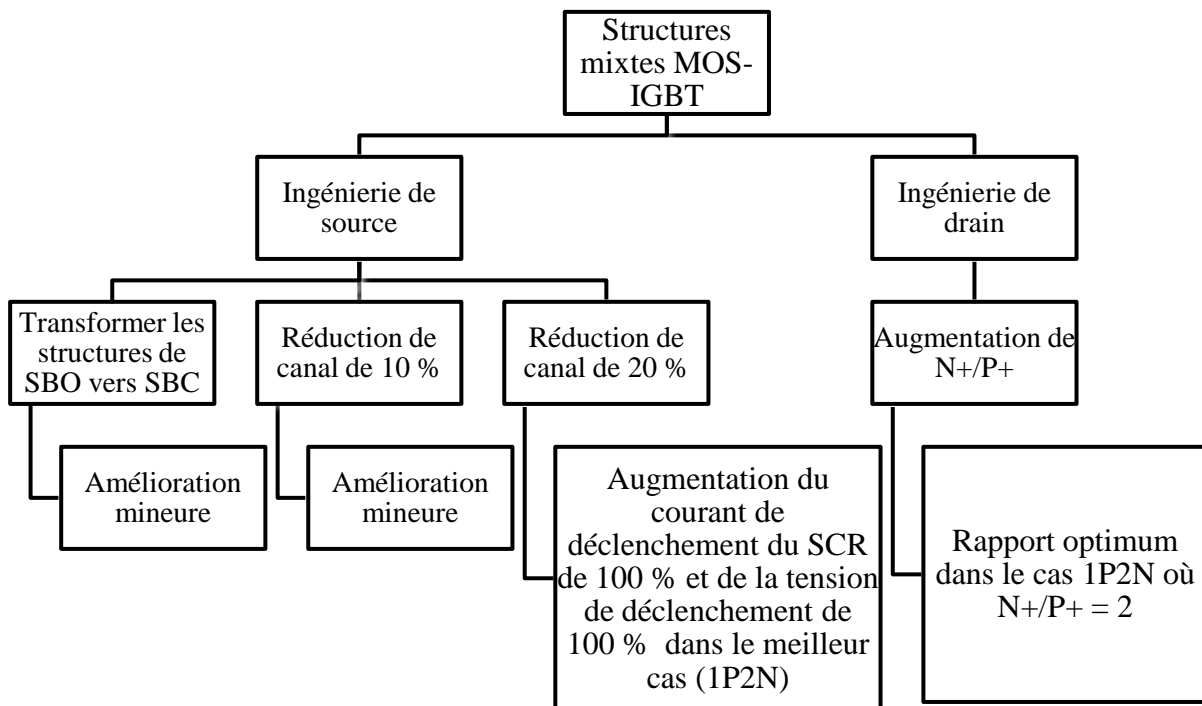 Structures
mixtes MOS-
IGBT
Ingénierie de
source
Ingénierie de
drain
Transformer les
structures de
SBO vers SBC
Réduction de
canal de 10 %
Réduction de
canal de 20 %
Augmentation de
N+/P+
Amélioration
mineure
Amélioration
mineure
Augmentation du
courant de
déclenchement du SCR
de 100 % et de la tension
de déclenchement de
100 % dans le meilleur
cas (1P2N)
Rapport optimum
dans le cas 1P2N où
N+/P+ = 2